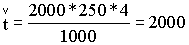 v
t = 2000*250*4 / 1000 = 2000